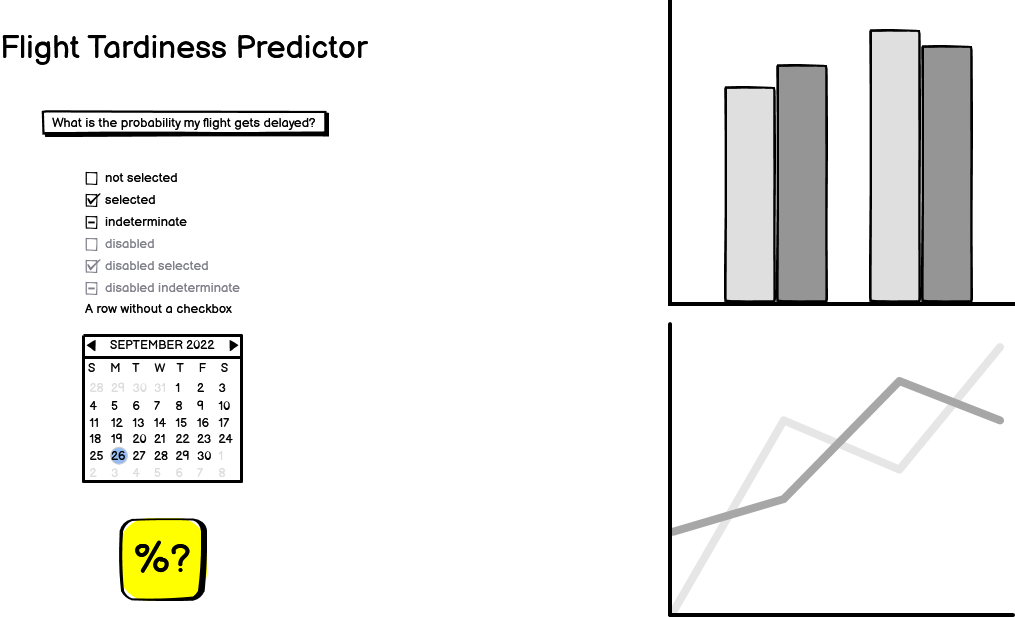 Flight Tardiness Predictor
What is the probability my flight gets delayed?
not selected
selected
indeterminate
disabled
disabled selected
disabled indeterminate
A row without a checkbox
SEPTEMBER 2022
S M T W T F S
28 29 30 31 1 2 3
4 5 6 7 8 9 10
11 12 13 14 15 16 17
18 19 20 21 22 23 24
25 26 27 28 29 30 1
2 3 4 5 6 7 8
%?